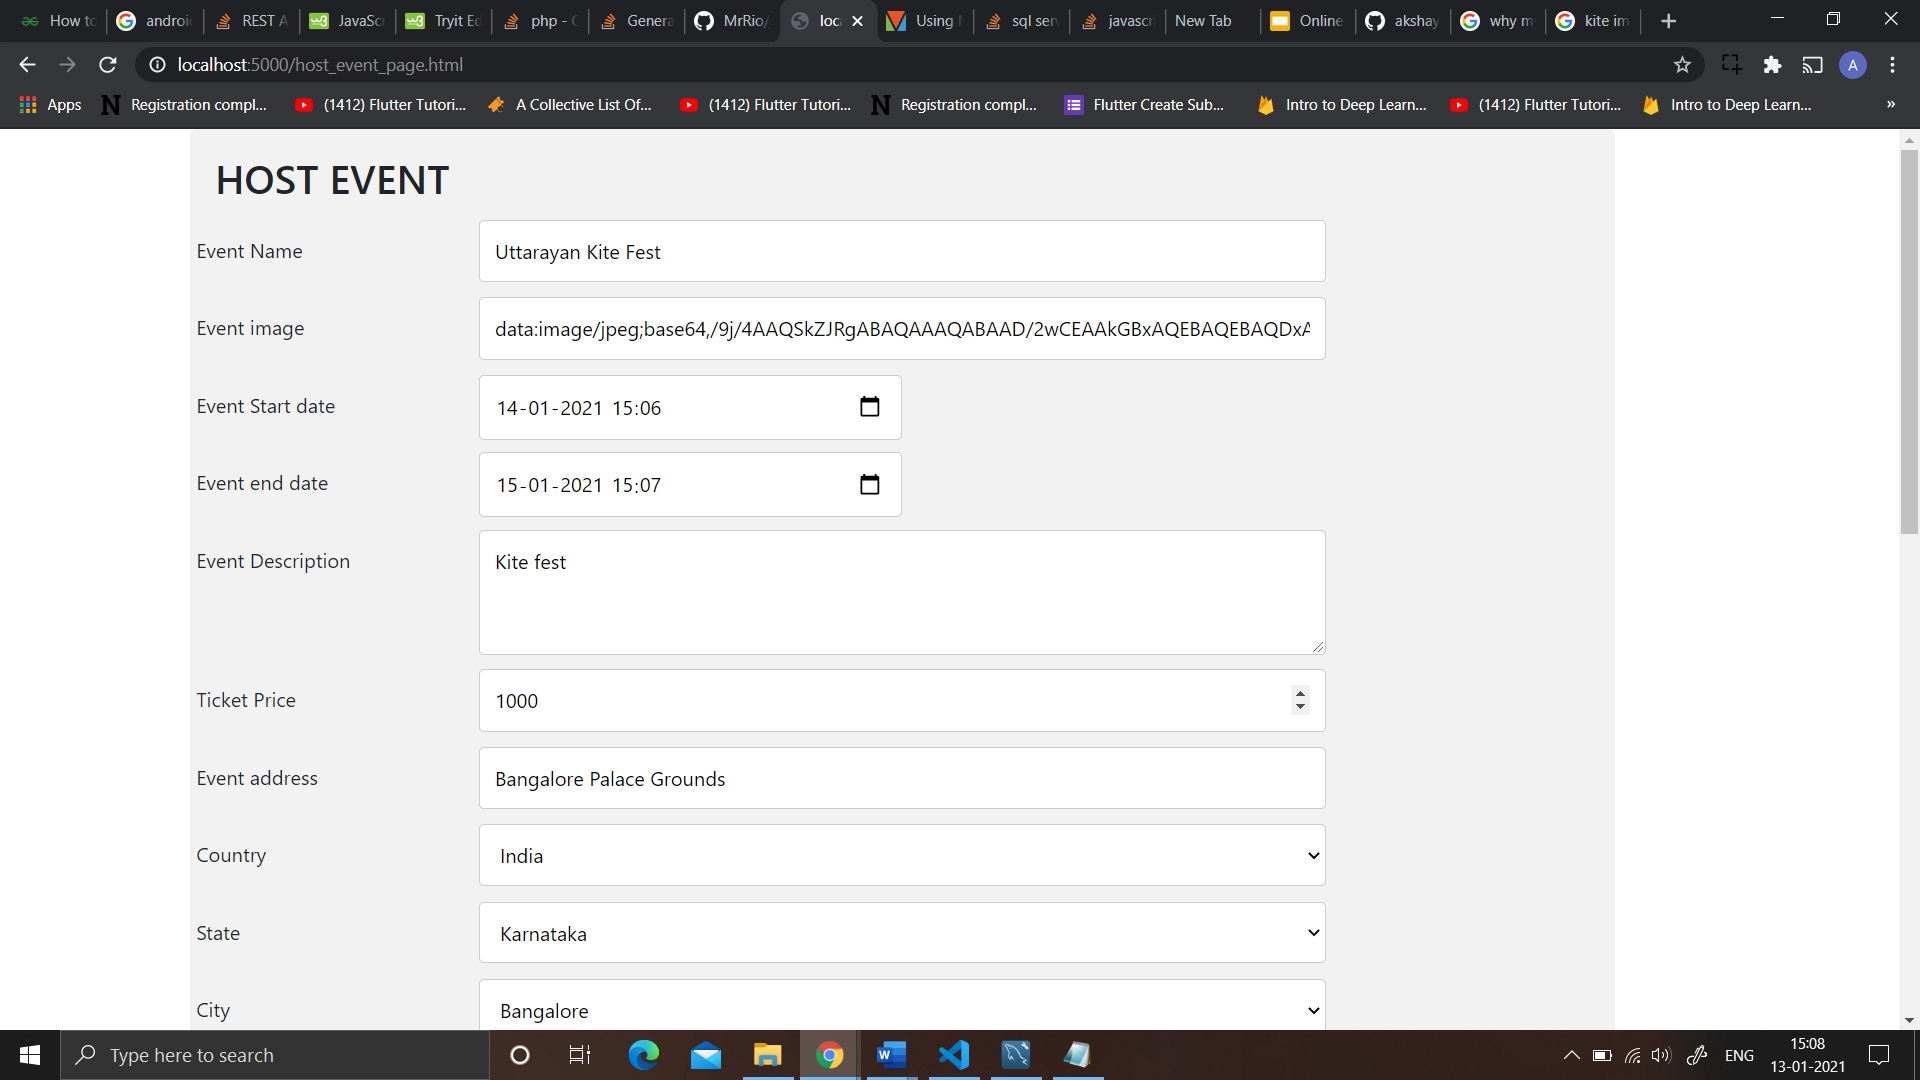 How to
androi
REST A
JavaScr
Tryit Ed
php - C
Genera
MrRio/
loc
Using
sql serv
javascri
New Tab
Online
akshay
why my
kite im
localhost:5000/host_event_page.html
A
Apps
Registration compl...
(1412) Flutter Tutori...
A Collective List Of...
(1412) Flutter Tutori...
Registration compl...
Flutter Create Sub...
Intro to Deep Learn...
(1412) Flutter Tutori...
Intro to Deep Learn...
»
HOST EVENT
Event Name
Uttarayan Kite Fest
Event image
data:image/jpeg;base64,/9j/4AAQSkZJRgABAQAAAQABAAD/2wCEAAkGBxAQEBAQEBAQDxA
Event Start date
14-01-2021 15:06
Event end date
15-01-2021 15:07
Event Description
Kite fest
Ticket Price
1000
Event address
Bangalore Palace Grounds
Country
India
State
Karnataka
City
Bangalore
Type here to search
ENG
15:08
13-01-2021